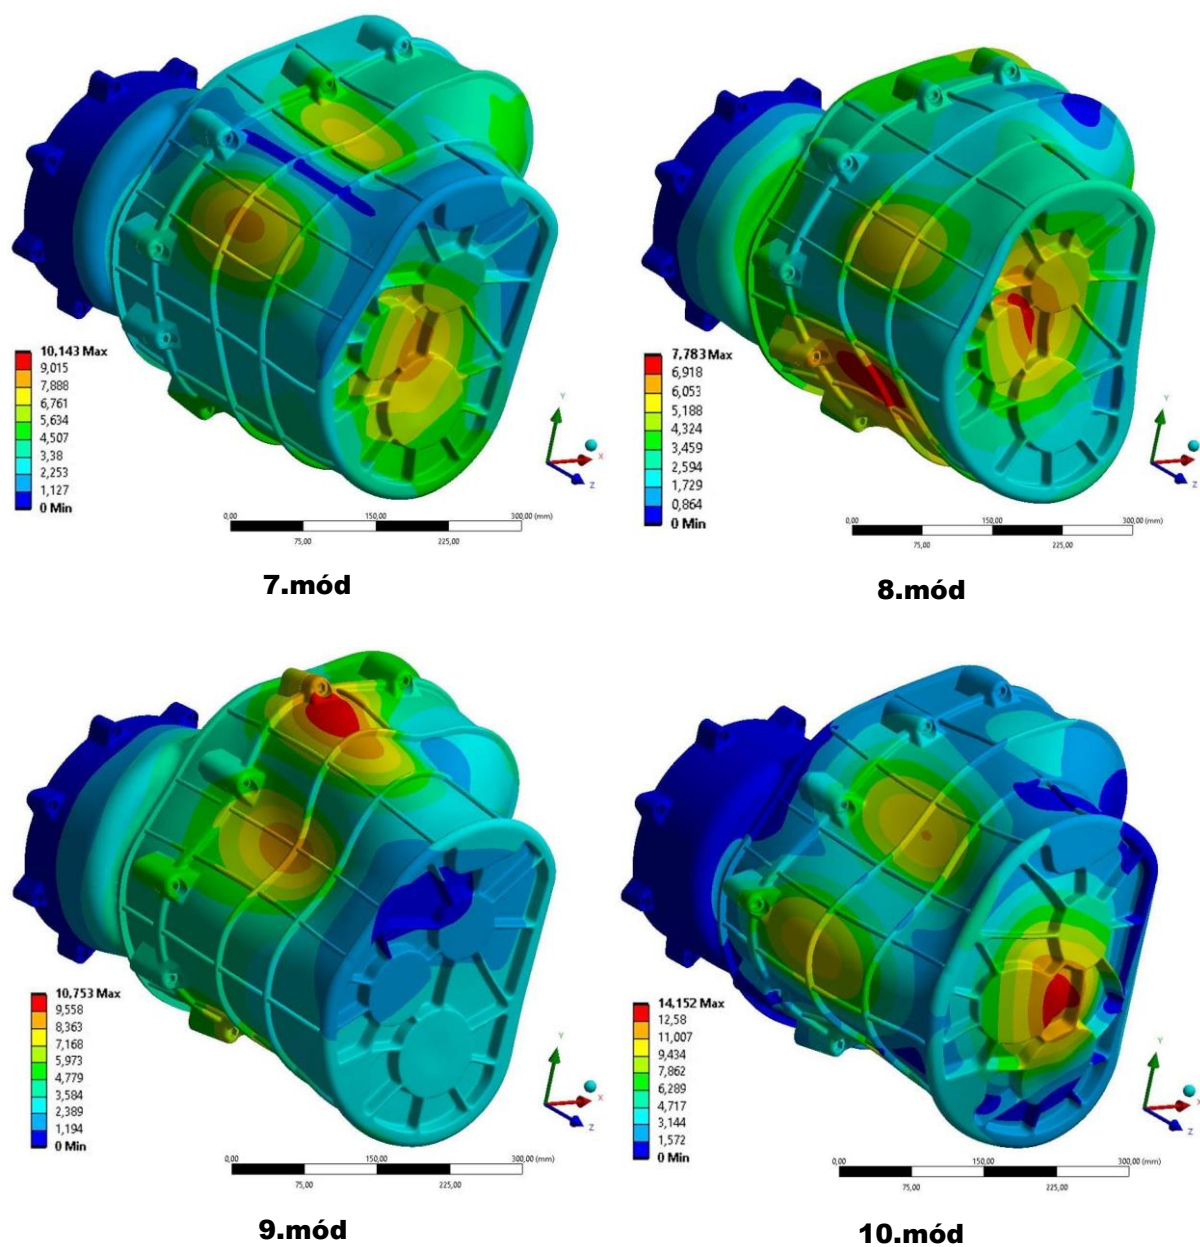 10,143 Max
9,015
7,888
6,761
5,634
4,507
3,38
2,253
1,127
0 Min
Y
X
Z
0,00
150,00
300,00 (mm)
75,00
225,00
7.mód
7,783 Max
6,918
6,053
5,188
4,324
3,459
2,594
1,729
0,864
0 Min
Y
X
Z
0,00
150,00
300,00 (mm)
75,00
225,00
8.mód
10,753 Max
9,558
8,363
7,168
5,973
4,779
3,584
2,389
1,194
0 Min
Y
X
Z
0,00
150,00
300,00 (mm)
75,00
225,00
9.mód
14,152 Max
12,58
11,007
9,434
7,862
6,289
4,717
3,144
1,572
0 Min
Y
X
Z
0,00
150,00
300,00 (mm)
75,00
225,00
10.mód